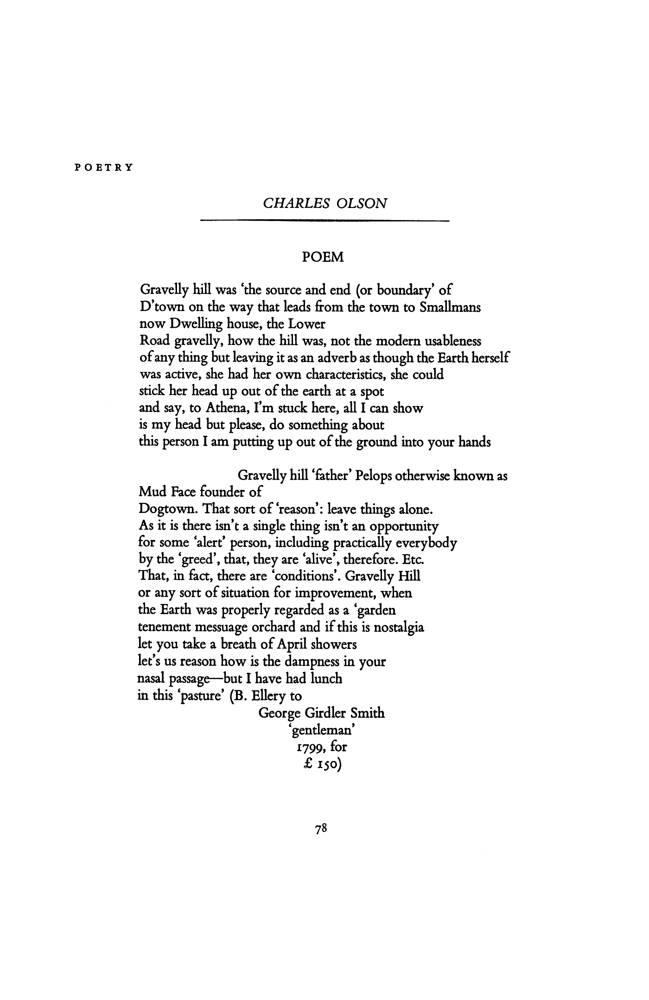 POETRY
CHARLES OLSON
POEM
Gravelly hill was ‘the source and end (or boundary’ of
D’town on the way that leads from the town to Smallmans
now Dwelling house, the Lower
Road gravelly, how the hill was, not the modern usableness
of any thing but leaving it as an adverb as though the Earth herself
was active, she had her own characteristics, she could
stick her head up out of the earth at a spot
and say, to Athena, I’m stuck here, all I can show
is my head but please, do something about
this person I am putting up out of the ground into your hands
Gravelly hill ‘father’ Pelops otherwise known as
Mud Face founder of
Dogtown. That sort of ‘reason’: leave things alone.
As it is there isn’t a single thing isn’t an opportunity
for some ‘alert’ person, including practically everybody
by the ‘greed’, that, they are ‘alive’, therefore. Etc.
That, in fact, there are ‘conditions’. Gravelly Hill
or any sort of situation for improvement, when
the Earth was properly regarded as a ‘garden
tenement messuage orchard and if this is nostalgia
let you take a breath of April showers
let’s us reason how is the dampness in your
nasal passage—but I have had lunch
in this ‘pasture’ (B. Ellery to
George Girdler Smith
‘gentleman’
1799, for
£ 150)
78